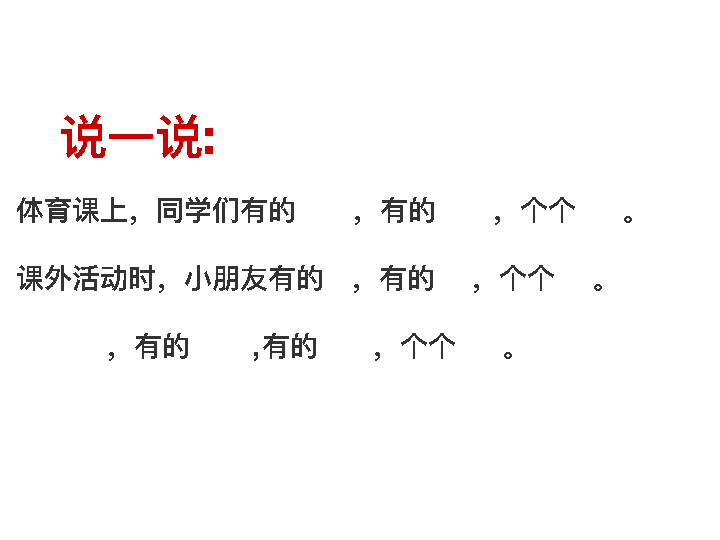 说一说:
体育课上，同学们有的　　，有的　　，个个　　。
课外活动时，小朋友有的　，有的　，个个　。
　　　，有的　　,有的　　，个个　　。